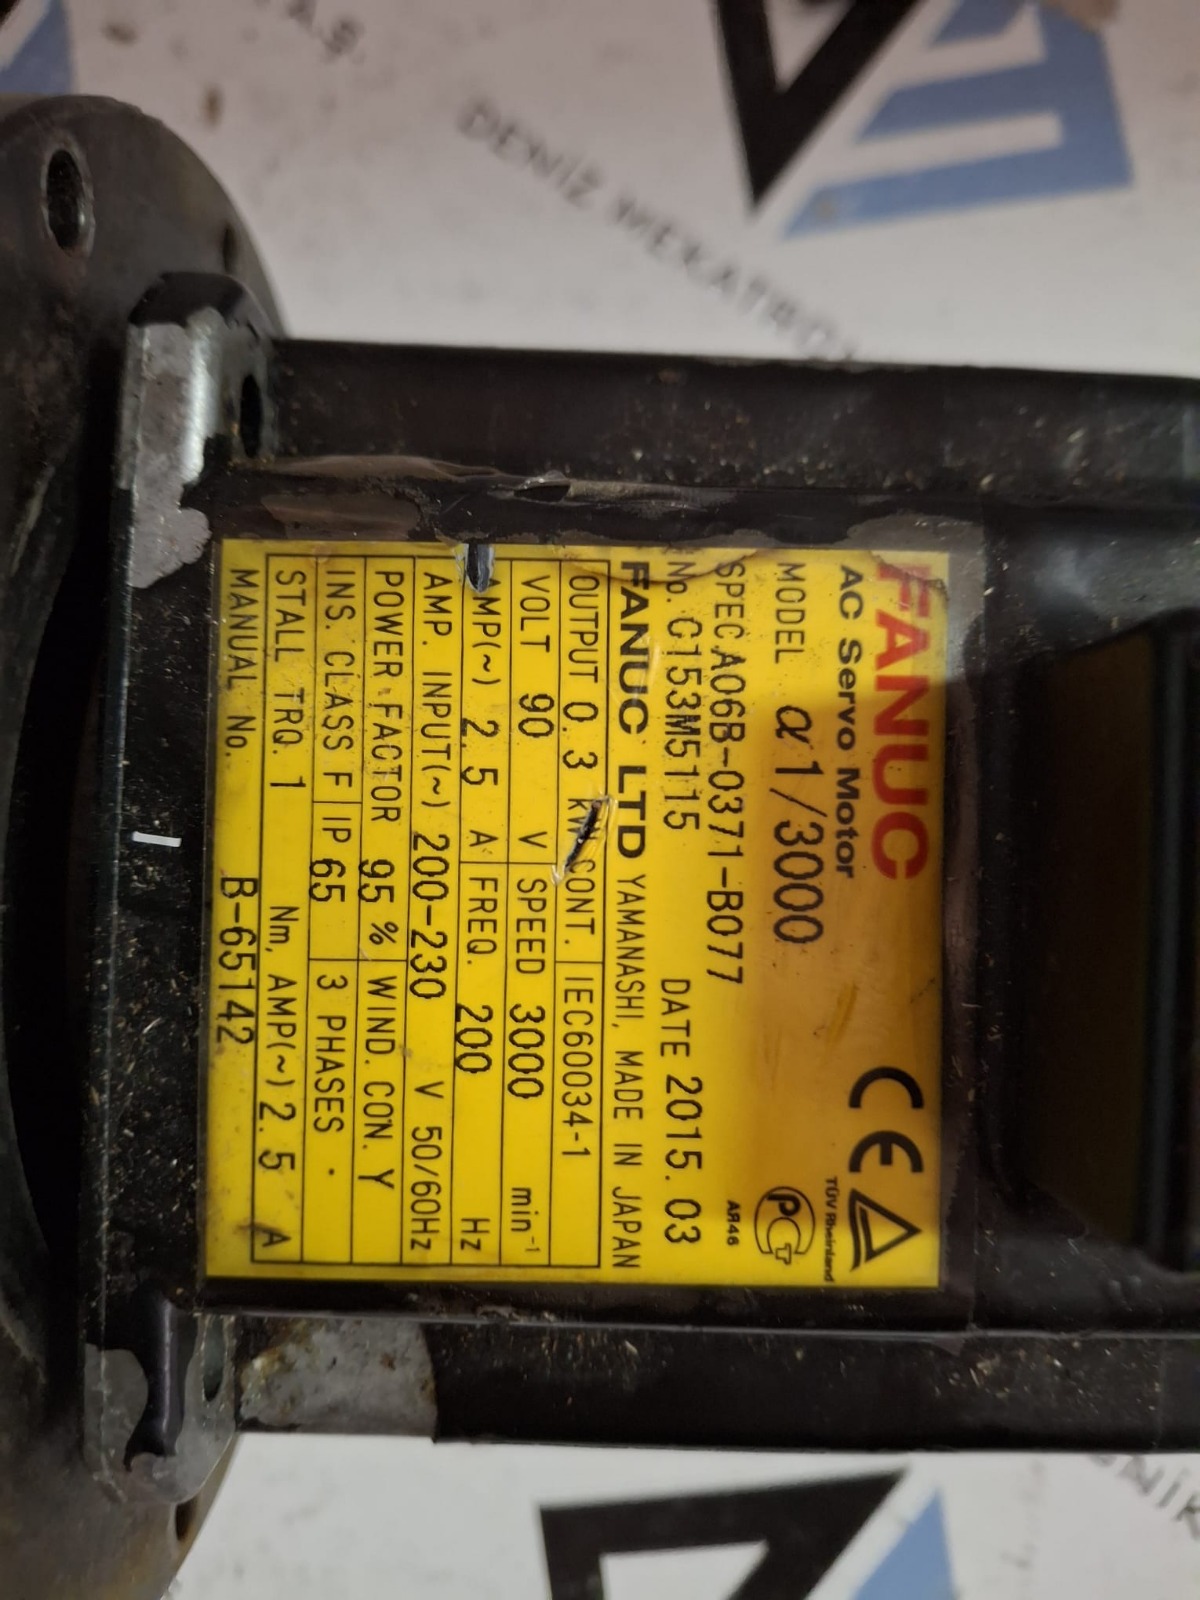 FANUC
AC Servo Motor
TÜV Rheinland
MODEL α1/3000
SPEC A06B-0371-B077
AR46
No. C153M5115 DATE 2015.03
FANUC LTD YAMANASHI, MADE IN JAPAN
OUTPUT 0.3 kW CONT. IEC60034-1
VOLT 90 V SPEED 3000 min⁻¹
AMP(~) 2.5 A FREQ. 200 Hz
AMP. INPUT(~) 200-230 V 50/60Hz
POWER FACTOR 95 % WIND. CON. Y
INS. CLASS F IP 65 3 PHASES
STALL TRQ. 1 Nm, AMP(~) 2.5 A
MANUAL No. B-65142
DENİZ
A.Ş.